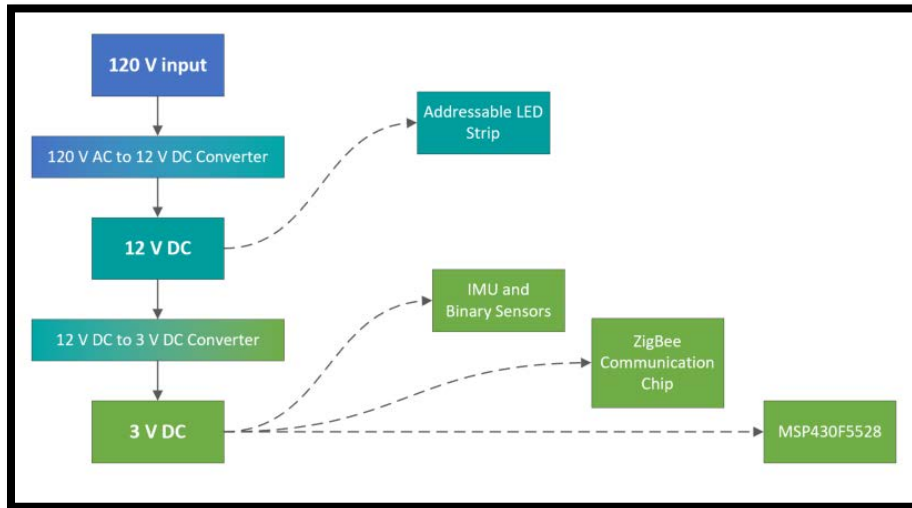 120 V input
Addressable LED
Strip
120 V AC to 12 V DC Converter
12 V DC
IMU and
Binary Sensors
12 V DC to 3 V DC Converter
ZigBee
Communication
Chip
3 V DC
MSP430F5528